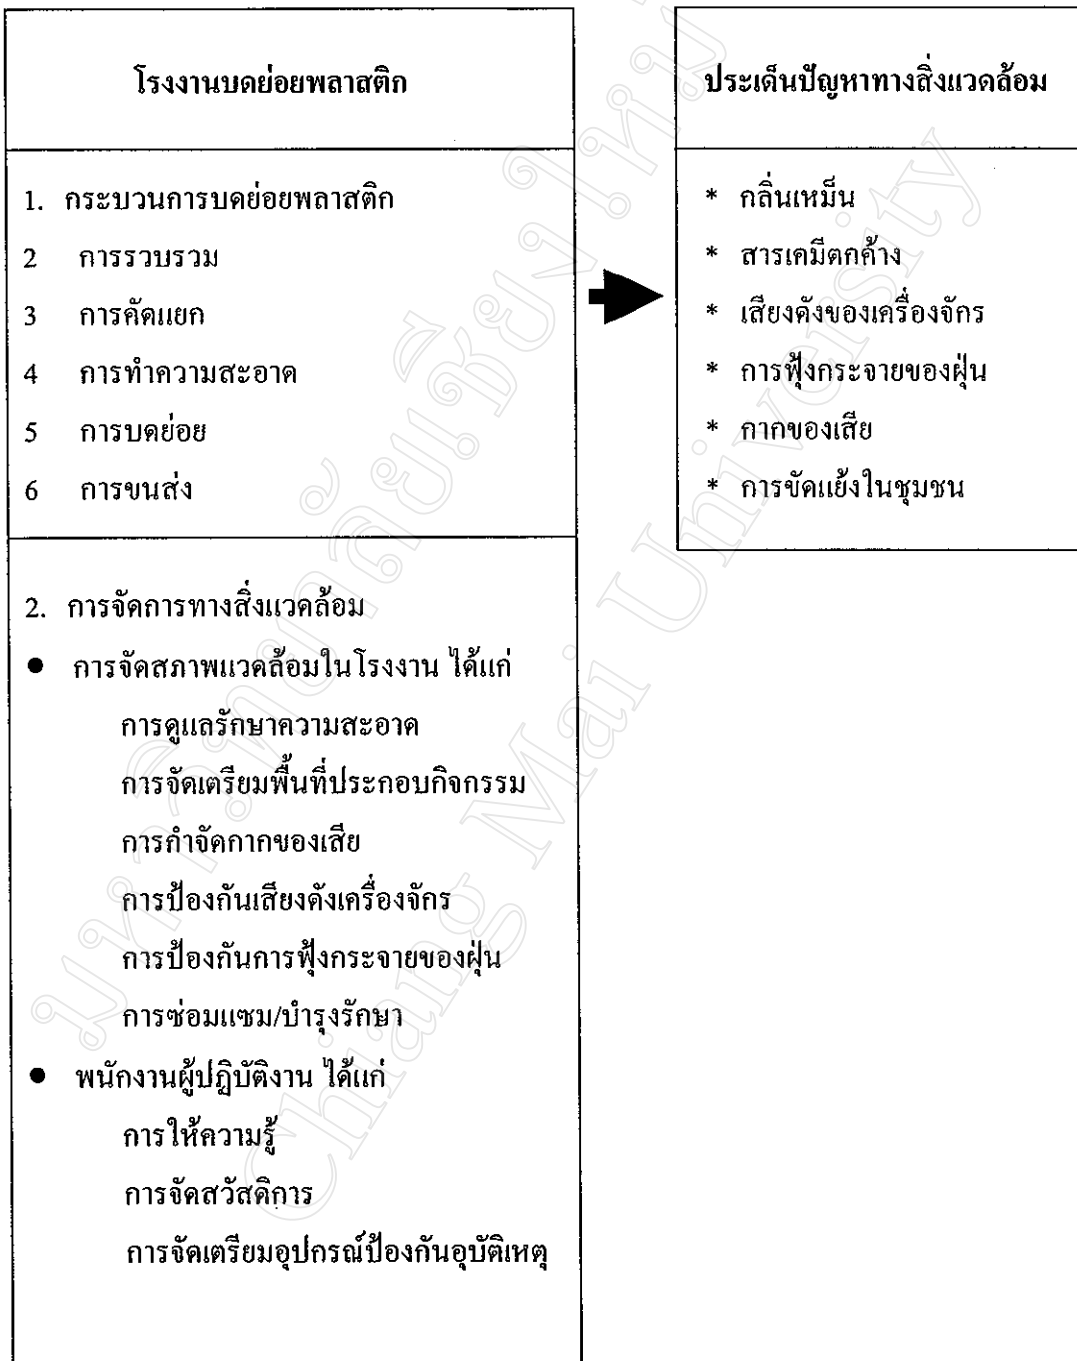 โรงงานบดย่อยพลาสติก
1. กระบวนการบดย่อยพลาสติก
2 การรวบรวม
3 การคัดแยก
4 การทำความสะอาด
5 การบดย่อย
6 การขนส่ง
2. การจัดการทางสิ่งแวดล้อม
● การจัดสภาพแวดล้อมในโรงงาน ได้แก่
การดูแลรักษาความสะอาด
การจัดเตรียมพื้นที่ประกอบกิจกรรม
การกำจัดกากของเสีย
การป้องกันเสียงดังเครื่องจักร
การป้องกันการฟุ้งกระจายของฝุ่น
การซ่อมแซม/บำรุงรักษา
● พนักงานผู้ปฏิบัติงาน ได้แก่
การให้ความรู้
การจัดสวัสดิการ
การจัดเตรียมอุปกรณ์ป้องกันอุบัติเหตุ
ประเด็นปัญหาทางสิ่งแวดล้อม
* กลิ่นเหม็น
* สารเคมีตกค้าง
* เสียงดังของเครื่องจักร
* การฟุ้งกระจายของฝุ่น
* กากของเสีย
* การขัดแย้งในชุมชน
มหาวิทยาลัยเชียงใหม่
Chiang Mai University